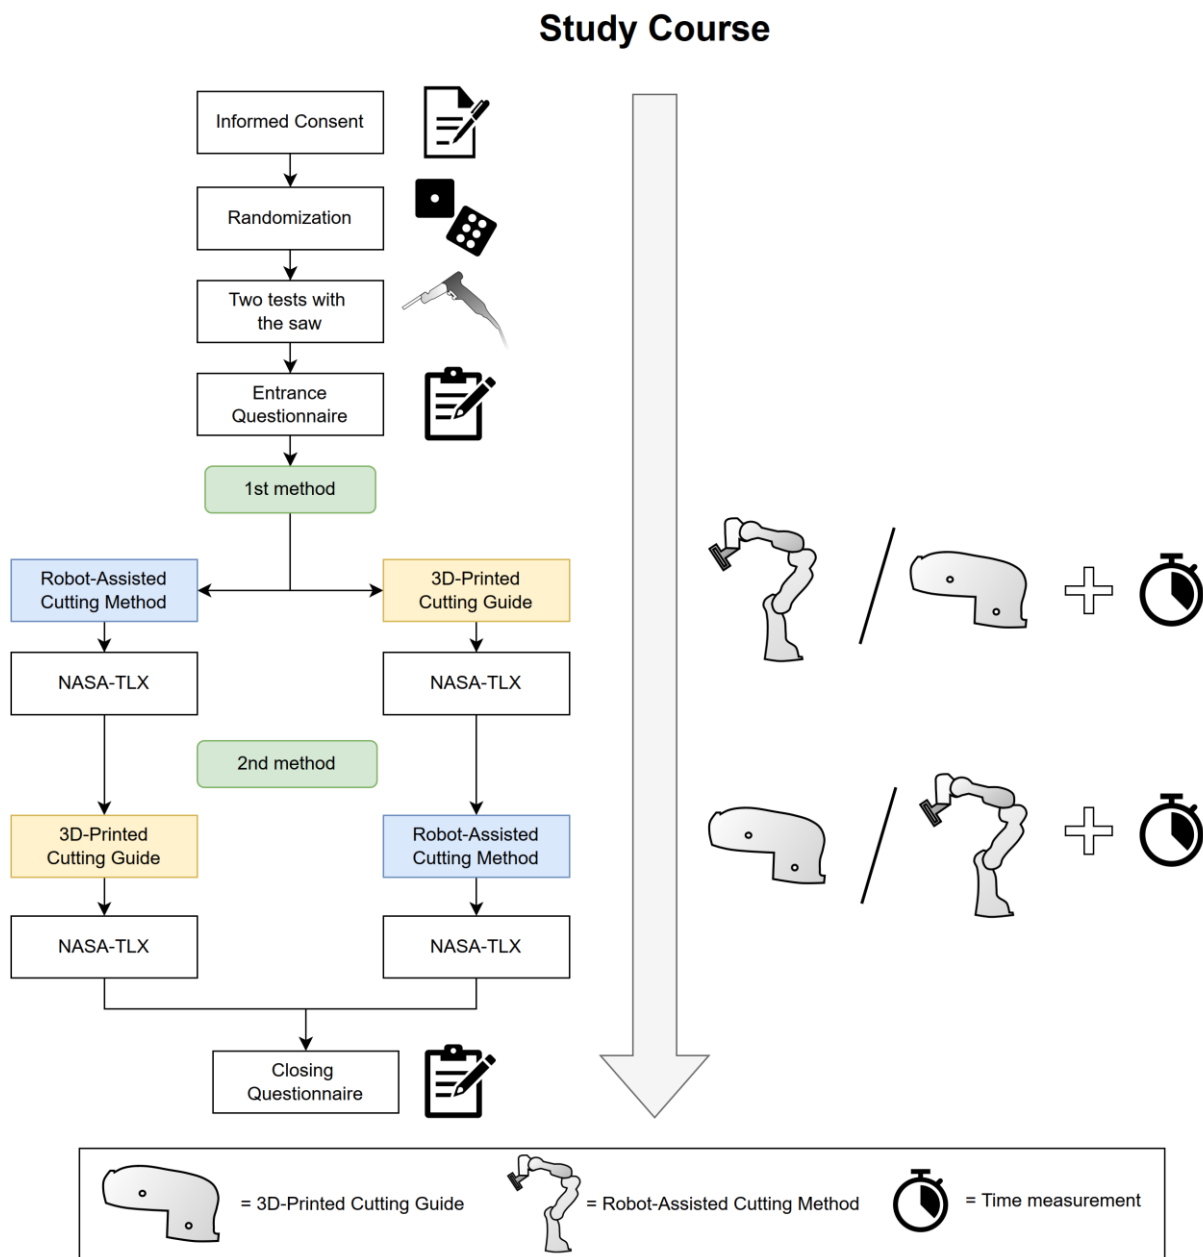 Study Course
Informed Consent
Randomization
Two tests with
the saw
Entrance
Questionnaire
1st method
Robot-Assisted
Cutting Method
3D-Printed
Cutting Guide
NASA-TLX
NASA-TLX
2nd method
3D-Printed
Cutting Guide
Robot-Assisted
Cutting Method
NASA-TLX
NASA-TLX
Closing
Questionnaire
= 3D-Printed Cutting Guide
= Robot-Assisted Cutting Method
= Time measurement